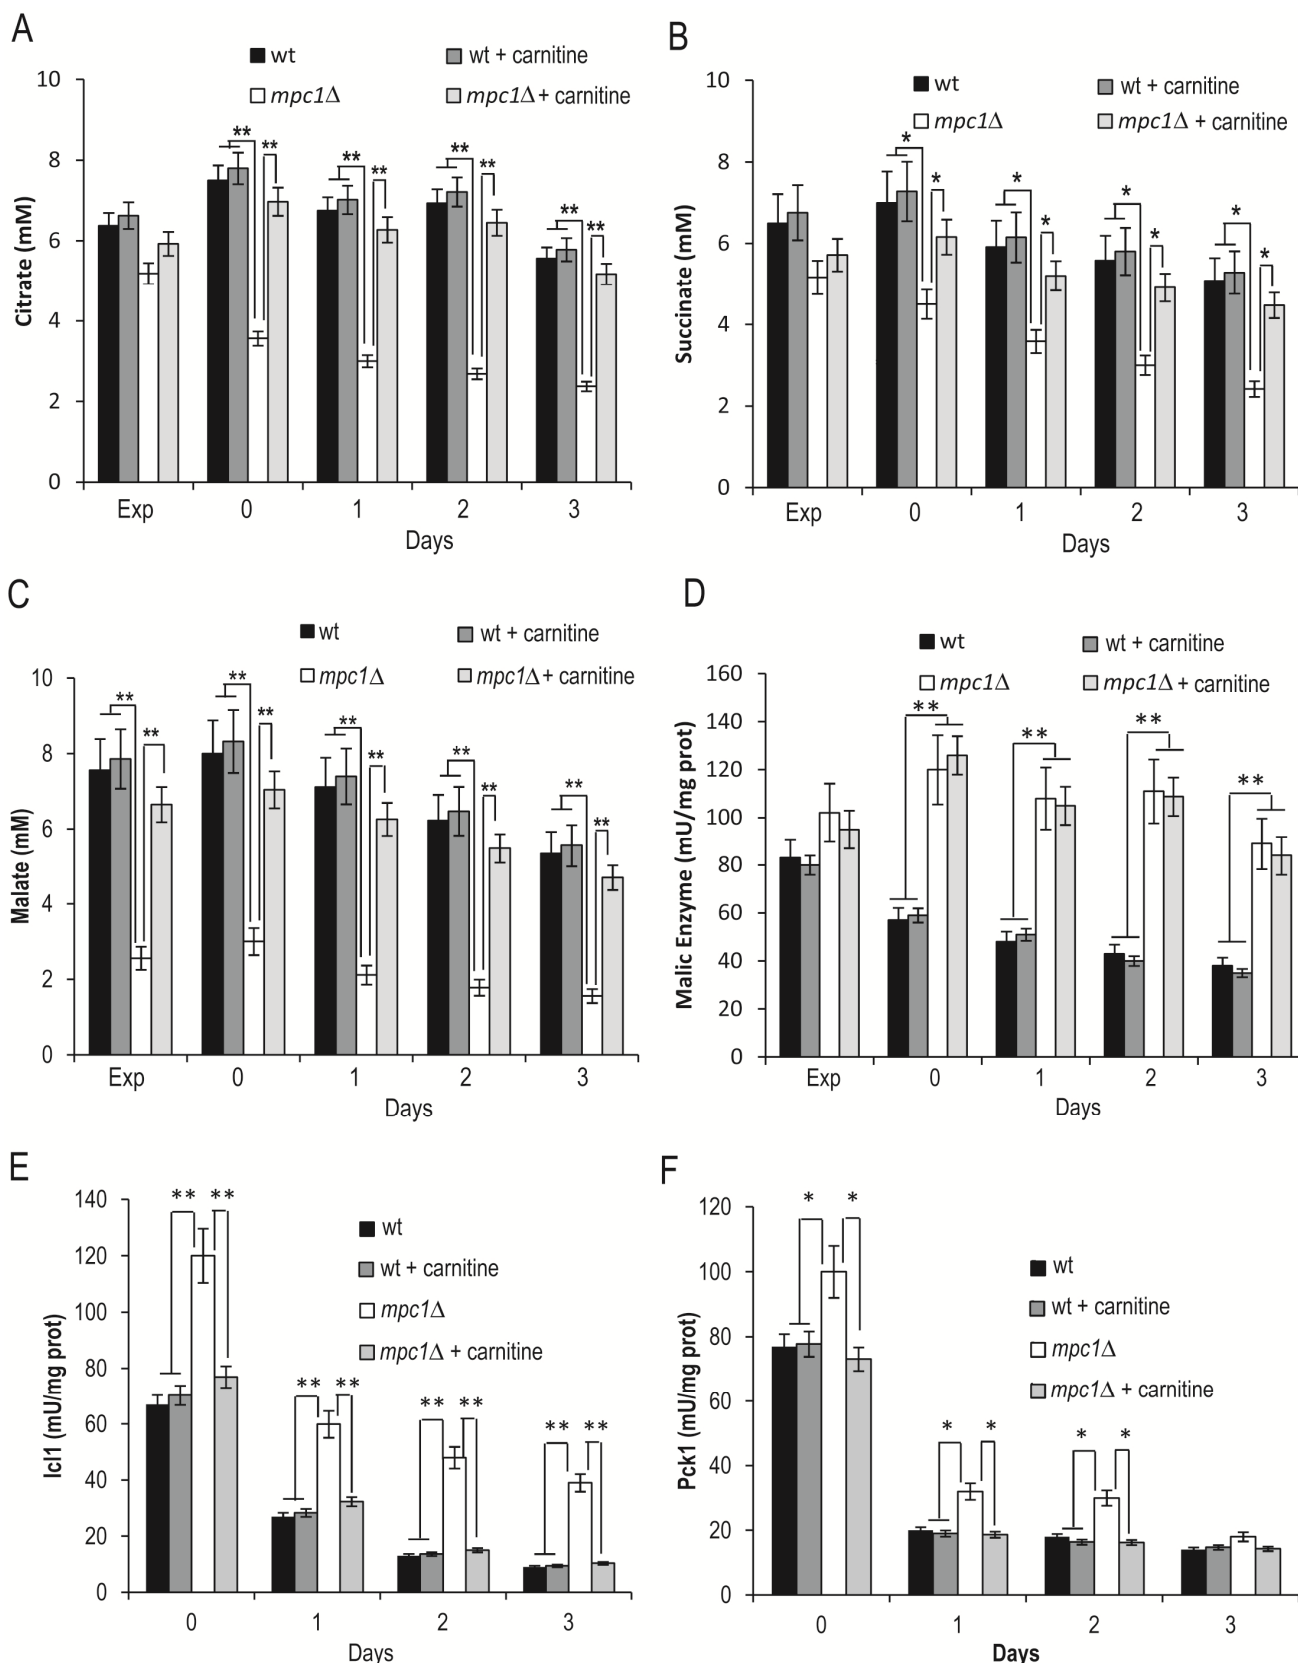 A
wt
wt + carnitine
mpc1Δ
mpc1Δ + carnitine
Citrate (mM)
10
8
6
4
2
0
** ** ** ** ** ** ** **
Exp 0 1 2 3
Days
B
wt
wt + carnitine
mpc1Δ
mpc1Δ + carnitine
Succinate (mM)
10
8
6
4
2
0
* * * * * * * *
Exp 0 1 2 3
Days
C
wt
wt + carnitine
mpc1Δ
mpc1Δ + carnitine
Malate (mM)
10
8
6
4
2
0
** ** ** ** ** ** ** ** ** **
Exp 0 1 2 3
Days
D
wt
wt + carnitine
mpc1Δ
mpc1Δ + carnitine
Malic Enzyme (mU/mg prot)
160
140
120
100
80
60
40
20
0
** ** ** **
Exp 0 1 2 3
Days
E
wt
wt + carnitine
mpc1Δ
mpc1Δ + carnitine
Icl1 (mU/mg prot)
140
120
100
80
60
40
20
0
** ** ** ** ** ** ** **
0 1 2 3
Days
F
wt
wt + carnitine
mpc1Δ
mpc1Δ + carnitine
Pck1 (mU/mg prot)
120
100
80
60
40
20
0
* * * * * *
0 1 2 3
Days